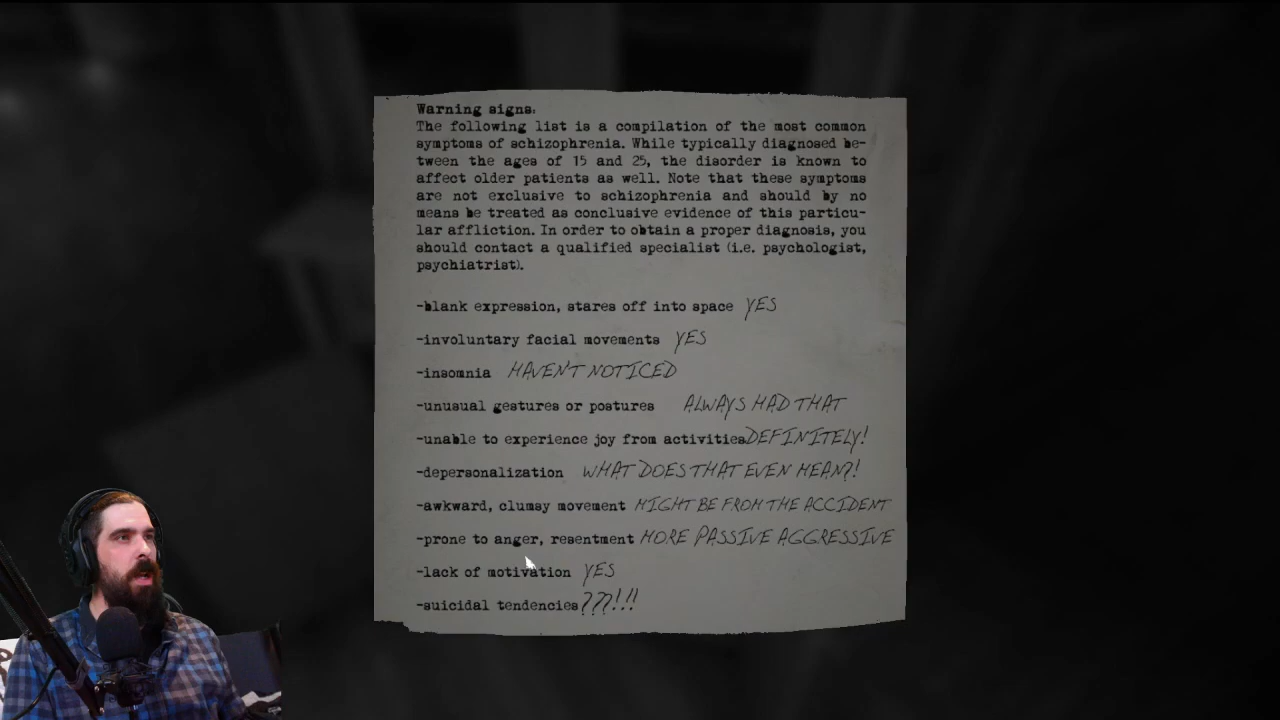 Warning signs.
The following list is a compilation of the most common
symptoms of schizophrenia. While typically diagnosed be-
tween the ages of 15 and 25, the disorder is known to
affect older patients as well. Note that these symptoms
are not exclusive to schizophrenia and should by no
means be treated as conclusive evidence of this particu-
lar affliction. In order to obtain a proper diagnosis, you
should contact a qualified specialist (i.e. psychologist,
psychiatrist).
-blank expression, stares off into space YES
-involuntary facial movements YES
-insomnia HAVEN'T NOTICED
-unusual gestures or postures ALWAYS HAD THAT
-unable to experience joy from activities DEFINITELY!
-depersonalization WHAT DOES THAT EVEN MEAN?!
-awkward, clumsy movement MIGHT BE FROM THE ACCIDENT
-prone to anger, resentment MORE PASSIVE AGGRESSIVE
-lack of motivation YES
-suicidal tendencies ???!!!